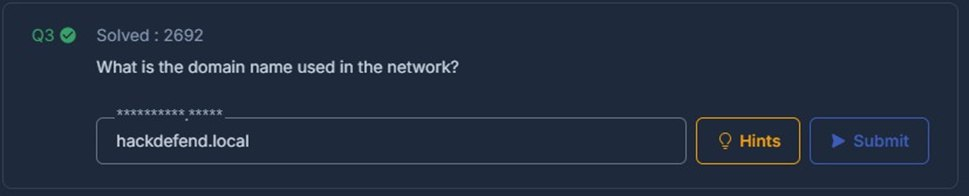 Q3 Solved : 2692
What is the domain name used in the network?
**********.*****
hackdefend.local Hints Submit